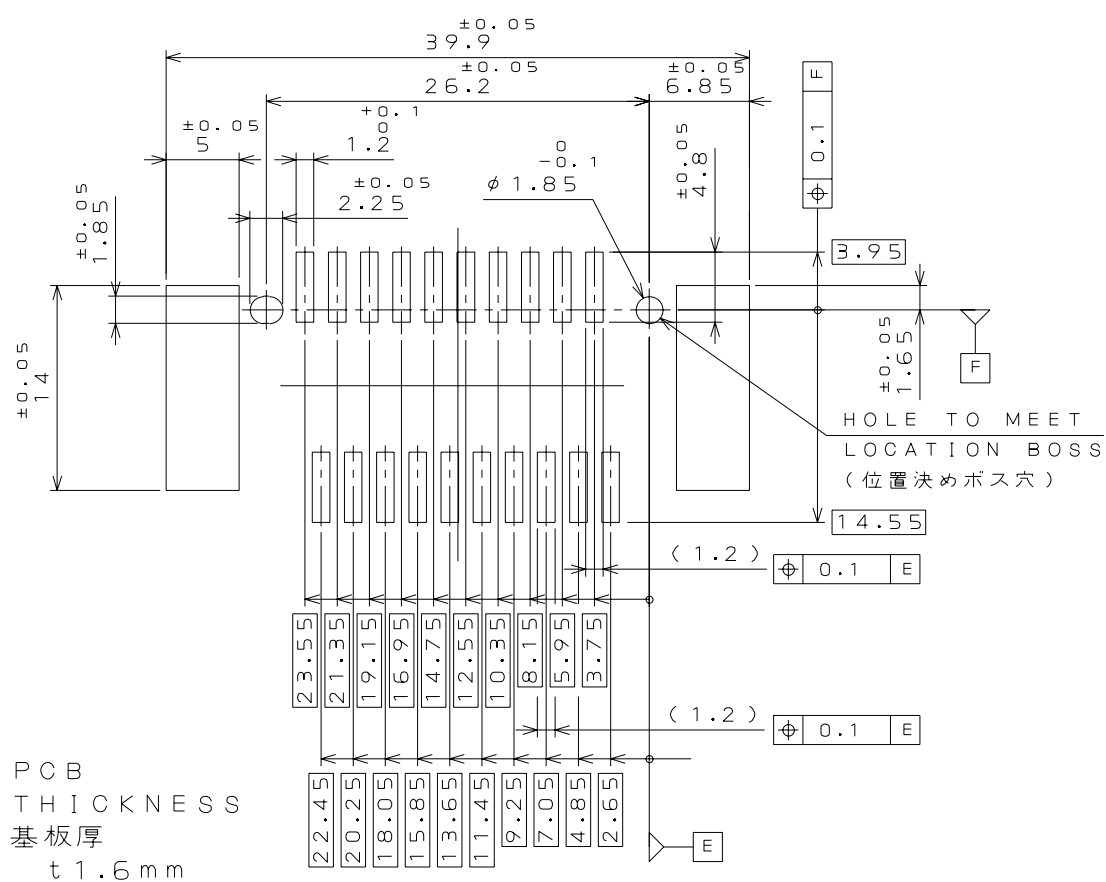 ±0.05
39.9
±0.05
26.2
±0.05
6.85
±0.05
5
+0.1
0
1.2
±0.05
2.25
0
-0.1
φ1.85
±0.05
4.8
⌖ 0.1 F
±0.05
1.85
3.95
±0.05
14
±0.05
1.65
F
HOLE TO MEET
LOCATION BOSS
(位置決めボス穴)
14.55
(1.2)
⌖ 0.1 E
23.55 21.35 19.15 16.95 14.75 12.55 10.35 8.15 5.95 3.75
(1.2)
⌖ 0.1 E
22.45 20.25 18.05 15.85 13.65 11.45 9.25 7.05 4.85 2.65
E
PCB
THICKNESS
基板厚
t1.6mm